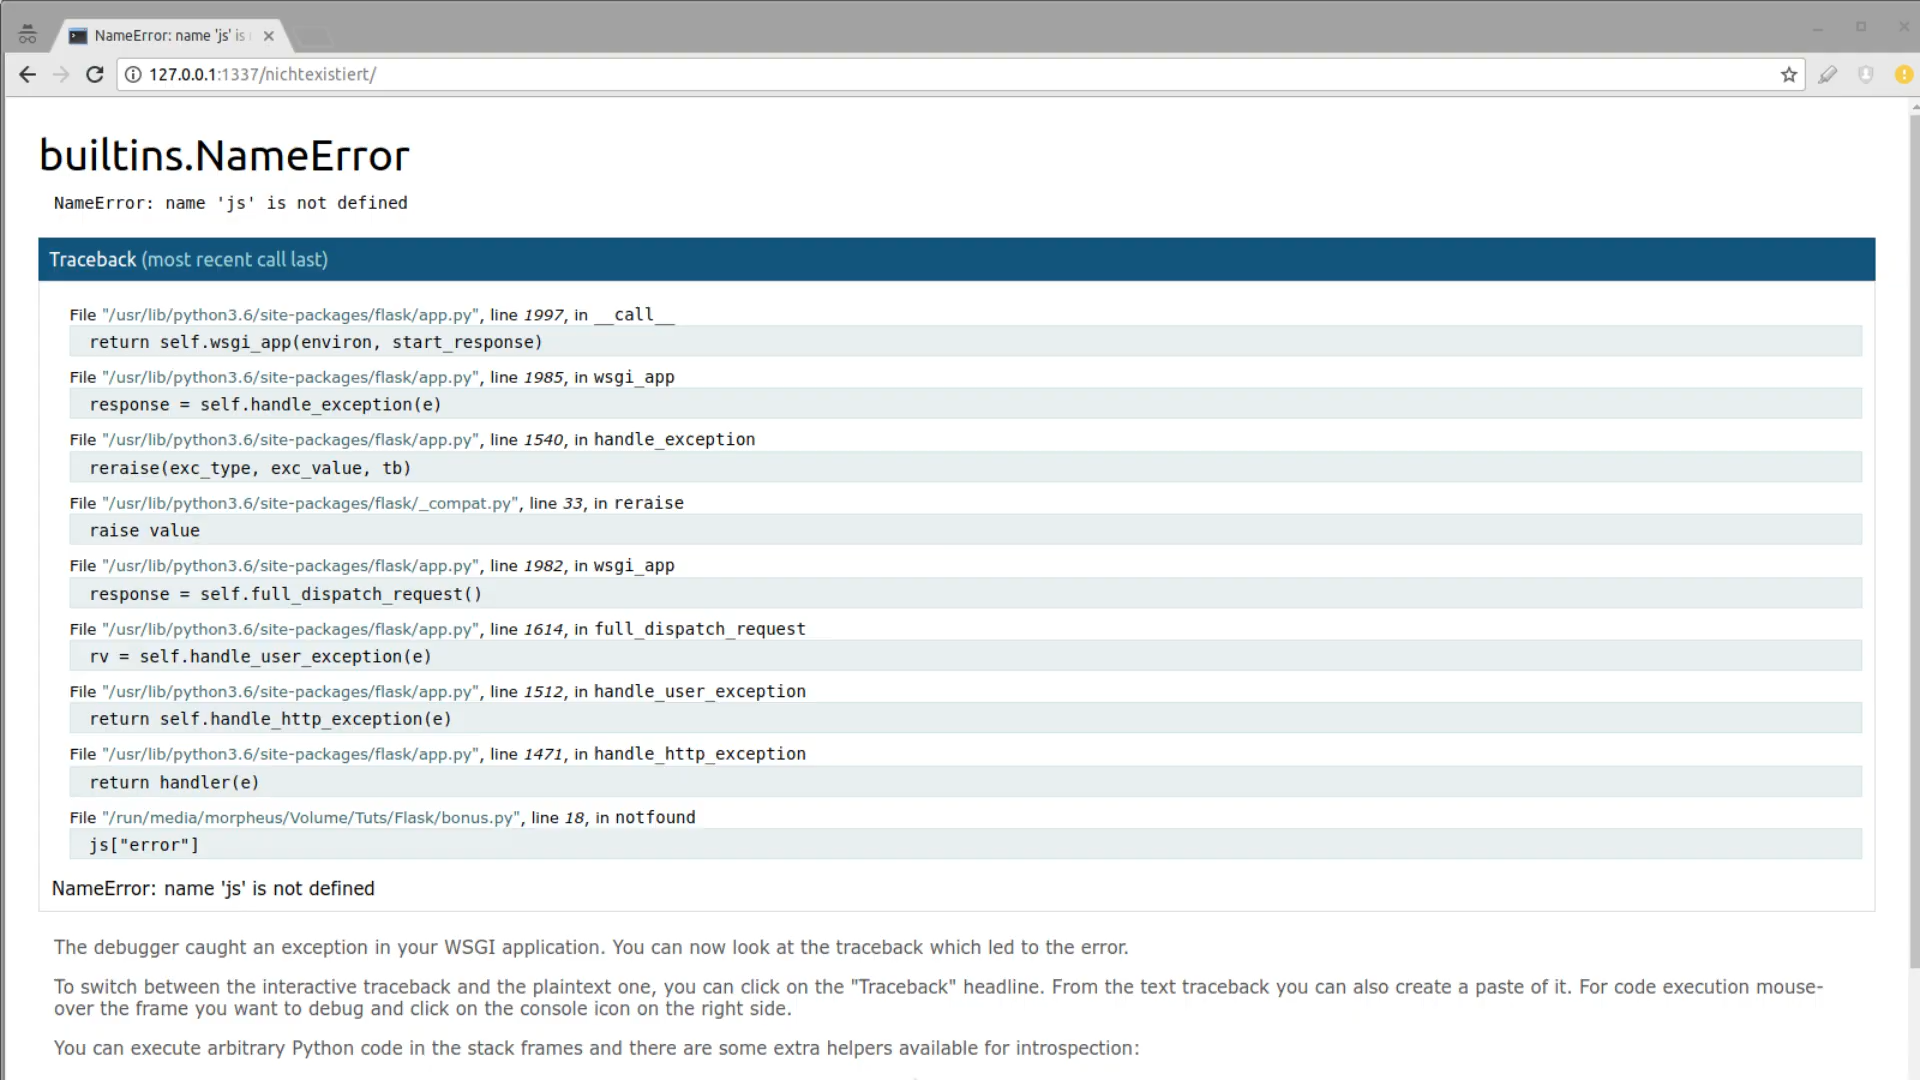 NameError: name 'js' is
127.0.0.1:1337/nichtexistiert/
builtins.NameError
NameError: name 'js' is not defined
Traceback (most recent call last)
File "/usr/lib/python3.6/site-packages/flask/app.py", line 1997, in __call__
return self.wsgi_app(environ, start_response)
File "/usr/lib/python3.6/site-packages/flask/app.py", line 1985, in wsgi_app
response = self.handle_exception(e)
File "/usr/lib/python3.6/site-packages/flask/app.py", line 1540, in handle_exception
reraise(exc_type, exc_value, tb)
File "/usr/lib/python3.6/site-packages/flask/_compat.py", line 33, in reraise
raise value
File "/usr/lib/python3.6/site-packages/flask/app.py", line 1982, in wsgi_app
response = self.full_dispatch_request()
File "/usr/lib/python3.6/site-packages/flask/app.py", line 1614, in full_dispatch_request
rv = self.handle_user_exception(e)
File "/usr/lib/python3.6/site-packages/flask/app.py", line 1512, in handle_user_exception
return self.handle_http_exception(e)
File "/usr/lib/python3.6/site-packages/flask/app.py", line 1471, in handle_http_exception
return handler(e)
File "/run/media/morpheus/Volume/Tuts/Flask/bonus.py", line 18, in notfound
js["error"]
NameError: name 'js' is not defined
The debugger caught an exception in your WSGI application. You can now look at the traceback which led to the error.
To switch between the interactive traceback and the plaintext one, you can click on the "Traceback" headline. From the text traceback you can also create a paste of it. For code execution mouse-
over the frame you want to debug and click on the console icon on the right side.
You can execute arbitrary Python code in the stack frames and there are some extra helpers available for introspection: